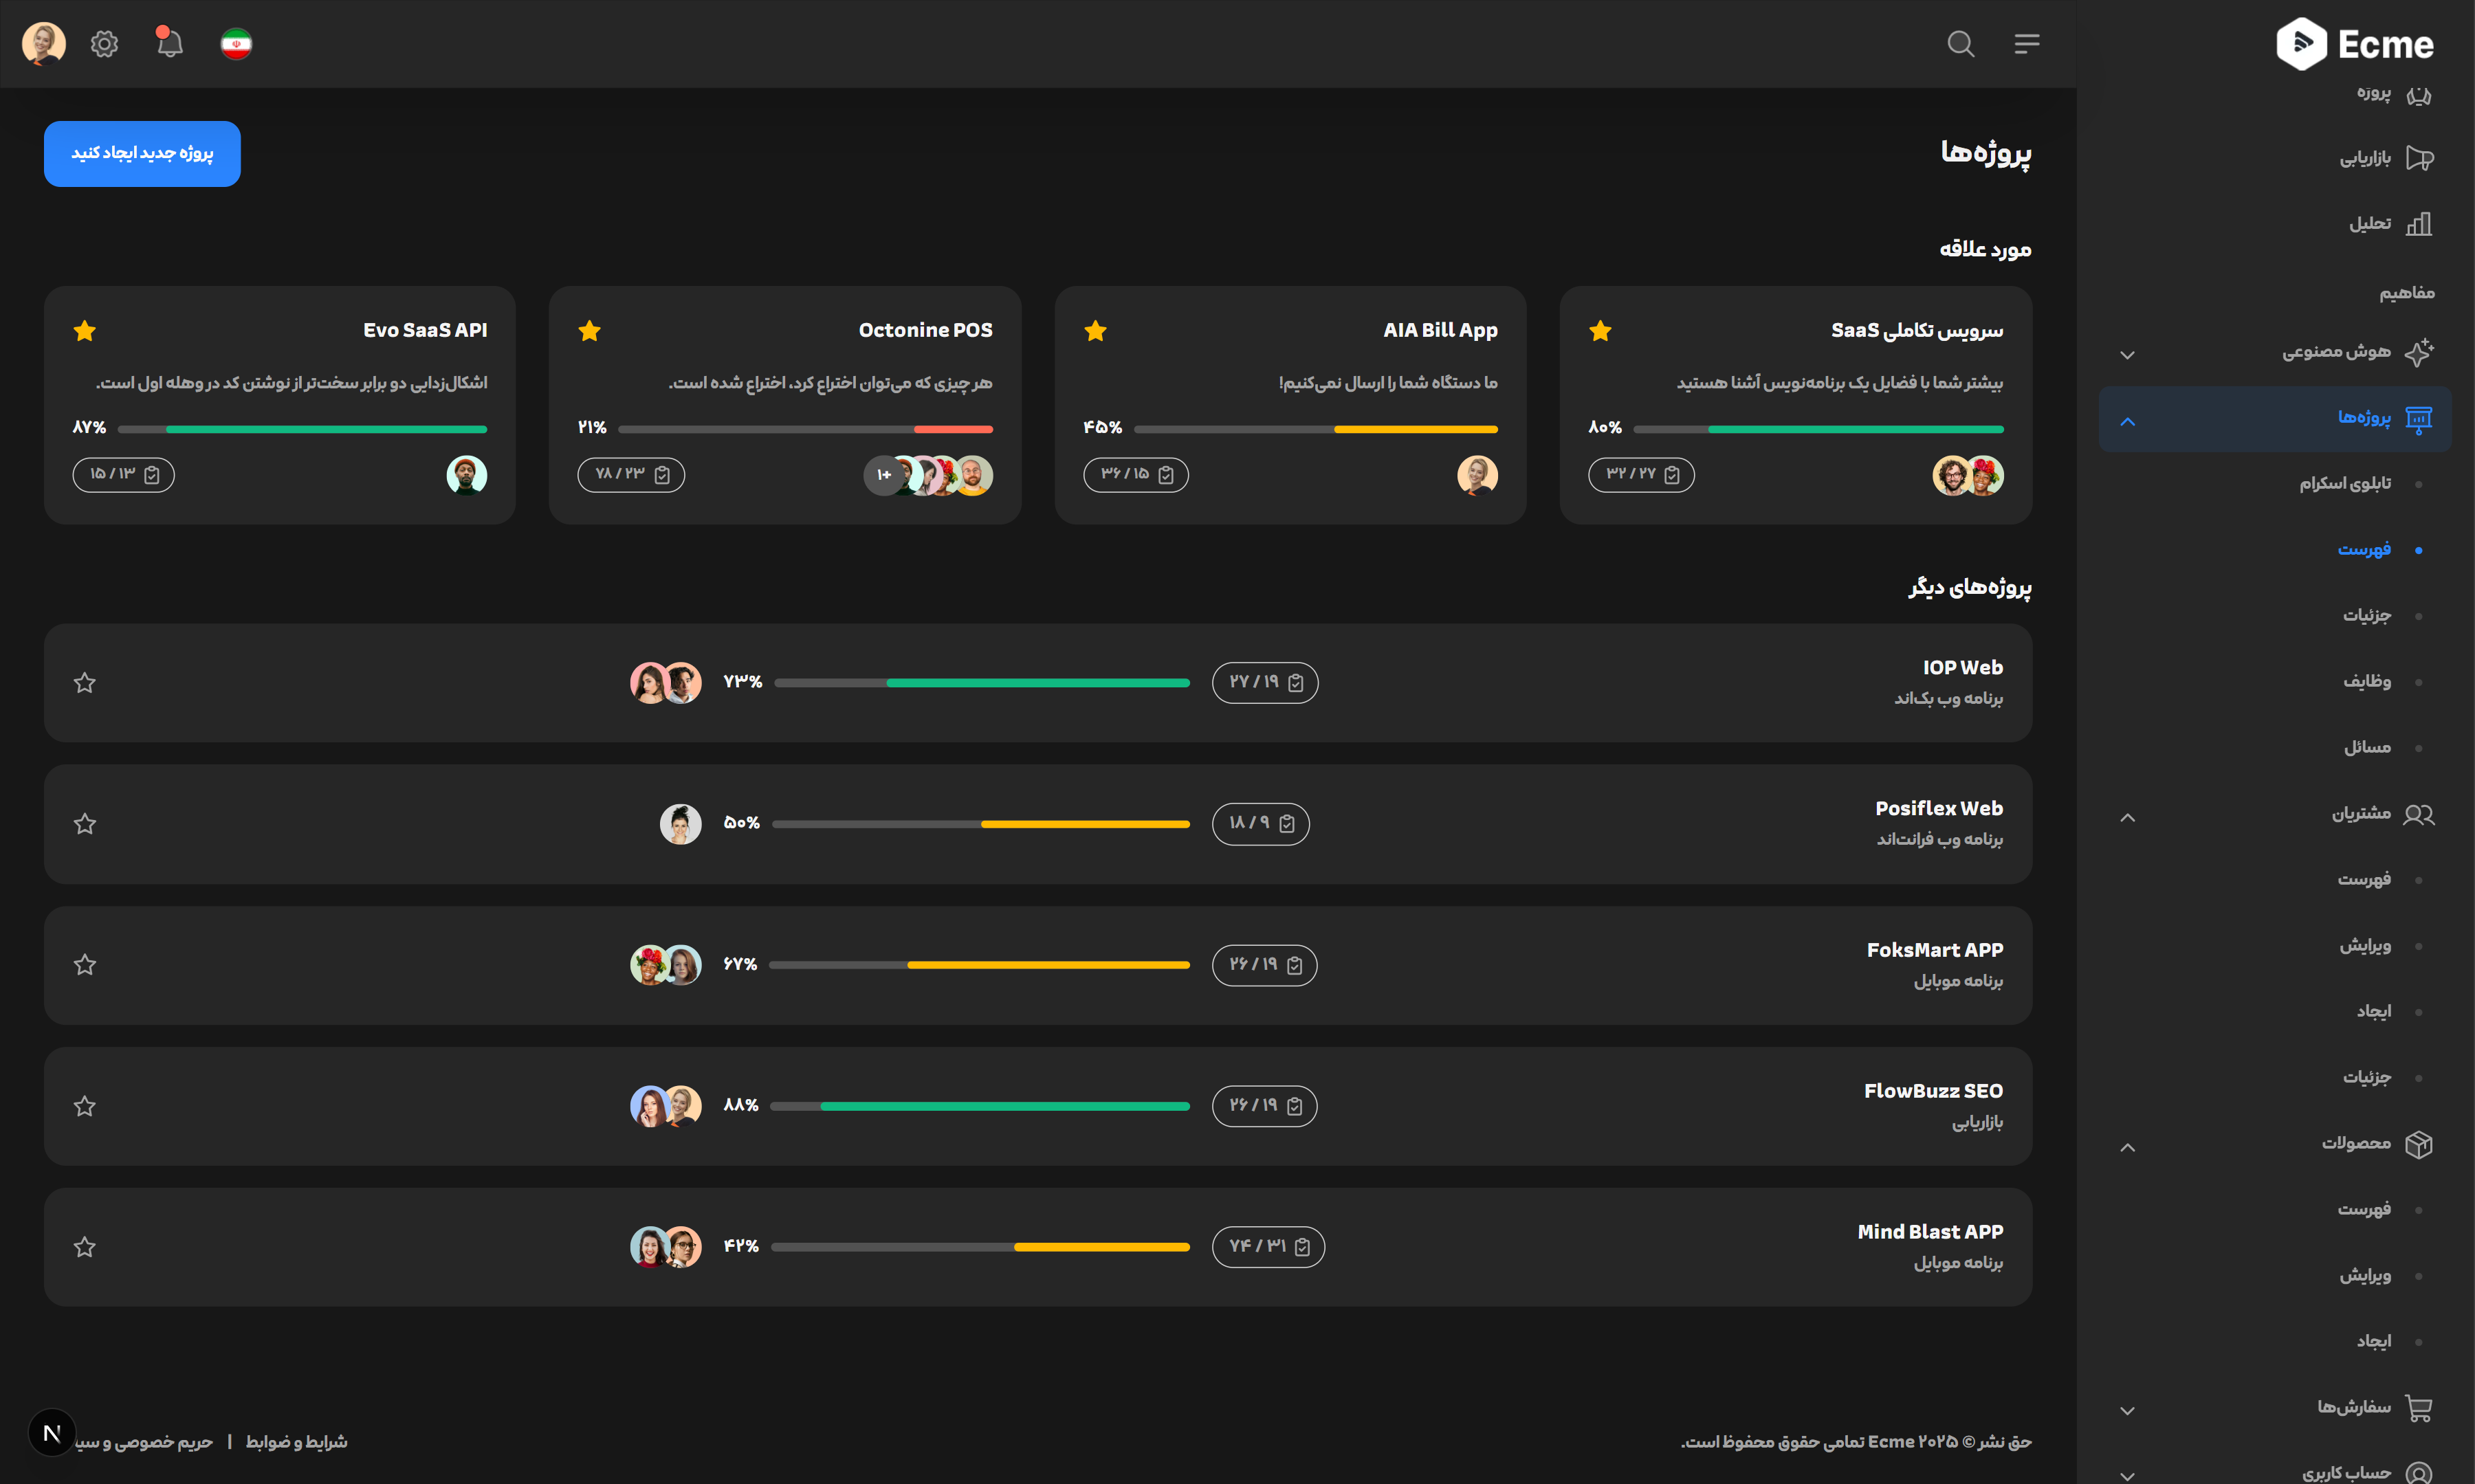 Ecme
پروژه
بازاریابی
تحلیل
مفاهیم
هوش مصنوعی
پروژه‌ها
تابلوی اسکرام
فهرست
جزئیات
وظایف
مسائل
مشتریان
فهرست
ویرایش
ایجاد
جزئیات
محصولات
فهرست
ویرایش
ایجاد
سفارش‌ها
حساب کاربری
پروژه‌ها
پروژه جدید ایجاد کنید
مورد علاقه
سرویس تکاملی SaaS
بیشتر شما با فضایل یک برنامه‌نویس آشنا هستید
۸۰%
۲۷ / ۳۲
AIA Bill App
ما دستگاه شما را ارسال نمی‌کنیم!
۴۵%
۱۵ / ۳۶
Octonine POS
هر چیزی که می‌توان اختراع کرد، اختراع شده است.
۲۱%
+۱
۲۳ / ۷۸
Evo SaaS API
اشکال‌زدایی دو برابر سخت‌تر از نوشتن کد در وهله اول است.
۸۷%
۱۳ / ۱۵
پروژه‌های دیگر
IOP Web
برنامه وب بک‌اند
۱۹ / ۲۷
۷۳%
Posiflex Web
برنامه وب فرانت‌اند
۹ / ۱۸
۵۰%
FoksMart APP
برنامه موبایل
۱۹ / ۲۶
۶۷%
FlowBuzz SEO
بازاریابی
۱۹ / ۲۶
۸۸%
Mind Blast APP
برنامه موبایل
۳۱ / ۷۴
۴۲%
حق نشر © ۲۰۲۵ Ecme تمامی حقوق محفوظ است.
شرایط و ضوابط | حریم خصوصی و
N